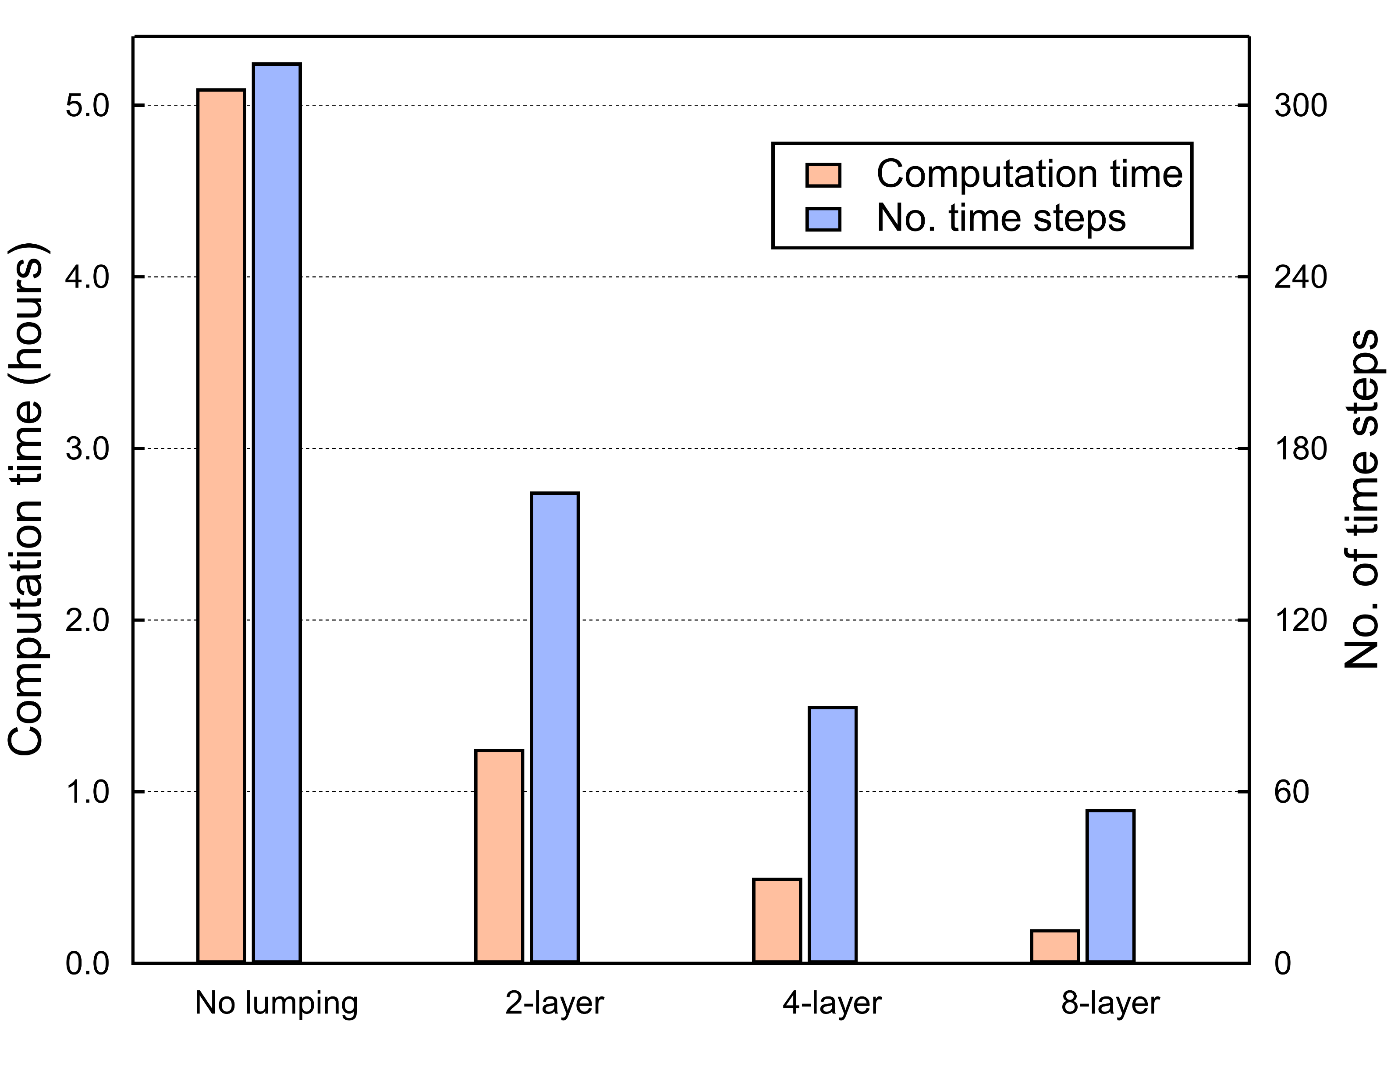 Computation time (hours)
5.0
4.0
3.0
2.0
1.0
0.0
Computation time
No. time steps
300
240
180
120
60
0
No. of time steps
No lumping
2-layer
4-layer
8-layer